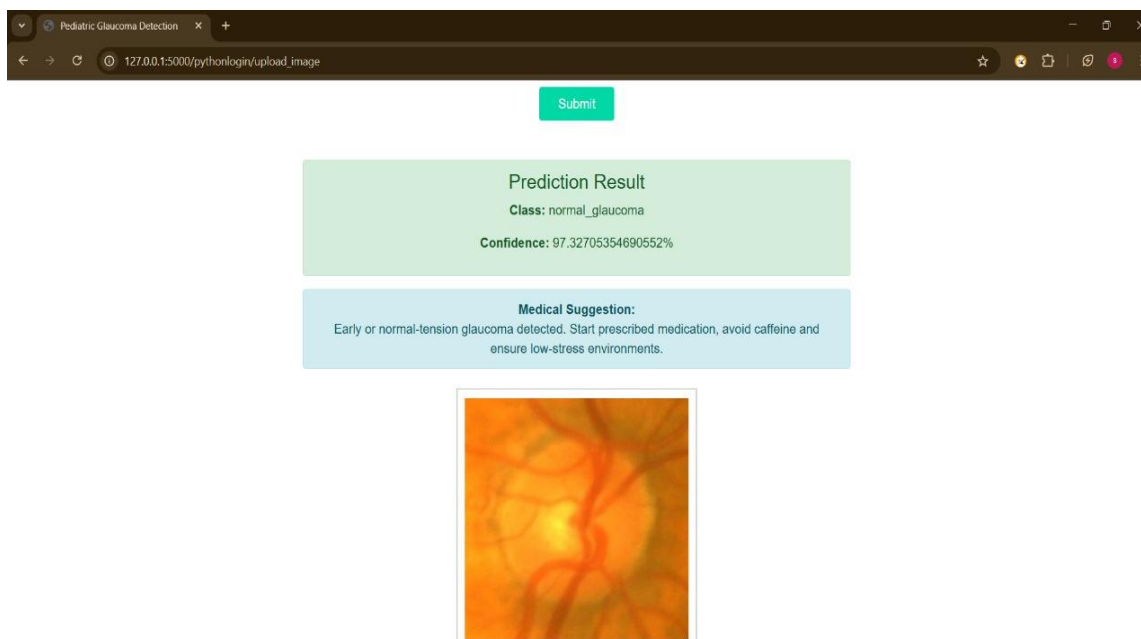 Pediatric Glaucoma Detection
127.0.0.1:5000/pythonlogin/upload_image
S
Submit
Prediction Result
Class: normal_glaucoma
Confidence: 97.32705354690552%
Medical Suggestion:
Early or normal-tension glaucoma detected. Start prescribed medication, avoid caffeine and
ensure low-stress environments.